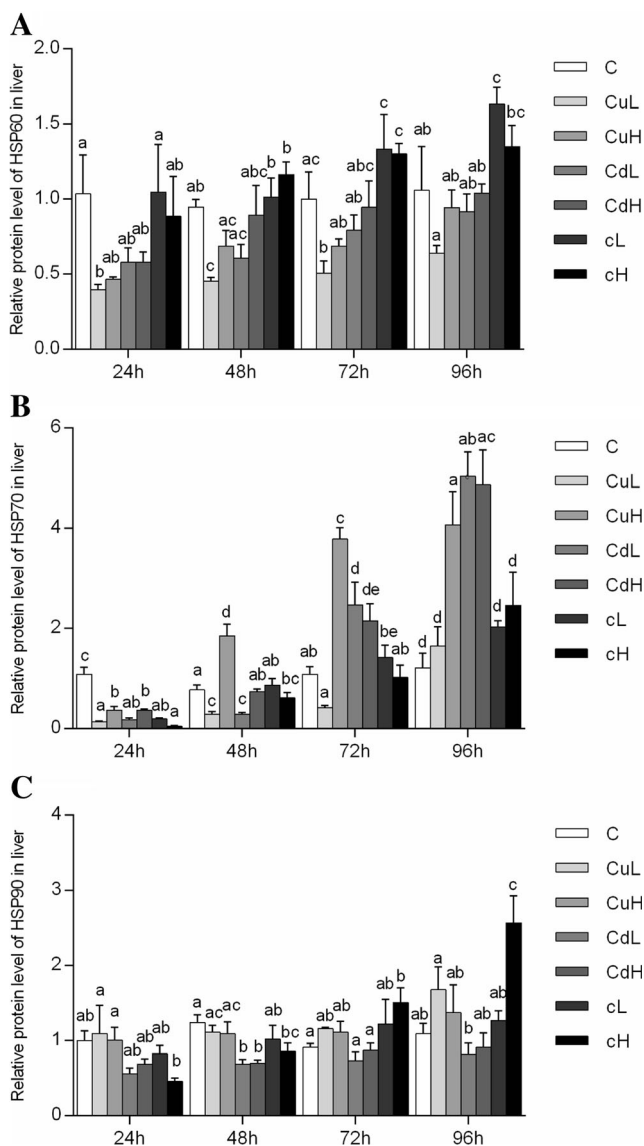 A
Relative protein level of HSP60 in liver
2.0
1.5
1.0
0.5
0.0
a b ab ab ab a ab
ab c ac ac abc b b
ac b ab ab abc c c
ab a ab ab ab c bc
24h 48h 72h 96h
C
CuL
CuH
CdL
CdH
cL
cH
B
Relative protein level of HSP70 in liver
6
4
2
0
c a b ab b ab a
a c d c ab ab bc
ab a c d de be ab
d d a ab ac d d
24h 48h 72h 96h
C
CuL
CuH
CdL
CdH
cL
cH
C
Relative protein level of HSP90 in liver
4
3
2
1
0
ab a a ab ab ab b
a ac ac b b ac bc
a ab ab a a ab b
ab a ab b ab ab c
24h 48h 72h 96h
C
CuL
CuH
CdL
CdH
cL
cH